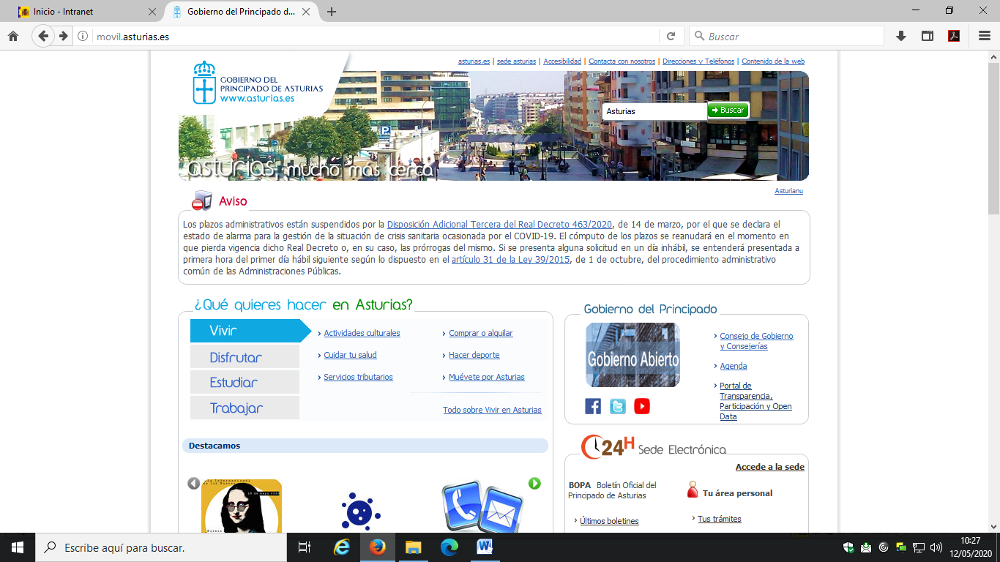 Inicio - Intranet
Gobierno del Principado d...
movil.asturias.es
Buscar
asturias.es | sede asturias | Accesibilidad | Contacta con nosotros | Direcciones y Teléfonos | Contenido de la web
GOBIERNO DEL
PRINCIPADO DE ASTURIAS
www.asturias.es
Asturias
Buscar
asturias mucho más cerca
Asturianu
Aviso
Los plazos administrativos están suspendidos por la Disposición Adicional Tercera del Real Decreto 463/2020, de 14 de marzo, por el que se declara el
estado de alarma para la gestión de la situación de crisis sanitaria ocasionada por el COVID-19. El cómputo de los plazos se reanudará en el momento en
que pierda vigencia dicho Real Decreto o, en su caso, las prórrogas del mismo. Si se presenta alguna solicitud en un día inhábil, se entenderá presentada a
primera hora del primer día hábil siguiente según lo dispuesto en el artículo 31 de la Ley 39/2015, de 1 de octubre, del procedimiento administrativo
común de las Administraciones Públicas.
¿Qué quieres hacer en Asturias?
Vivir
Disfrutar
Estudiar
Trabajar
Actividades culturales
Comprar o alquilar
Cuidar tu salud
Hacer deporte
Servicios tributarios
Muévete por Asturias
Todo sobre Vivir en Asturias
Gobierno del Principado
Gobierno Abierto
Consejo de Gobierno
y Consejerías
Agenda
Portal de
Transparencia,
Participación y Open
Data
Destacamos
24H Sede Electrónica
Accede a la sede
BOPA Boletín Oficial del
Principado de Asturias
Últimos boletines
Tu área personal
Tus trámites
Escribe aquí para buscar.
10:27
12/05/2020